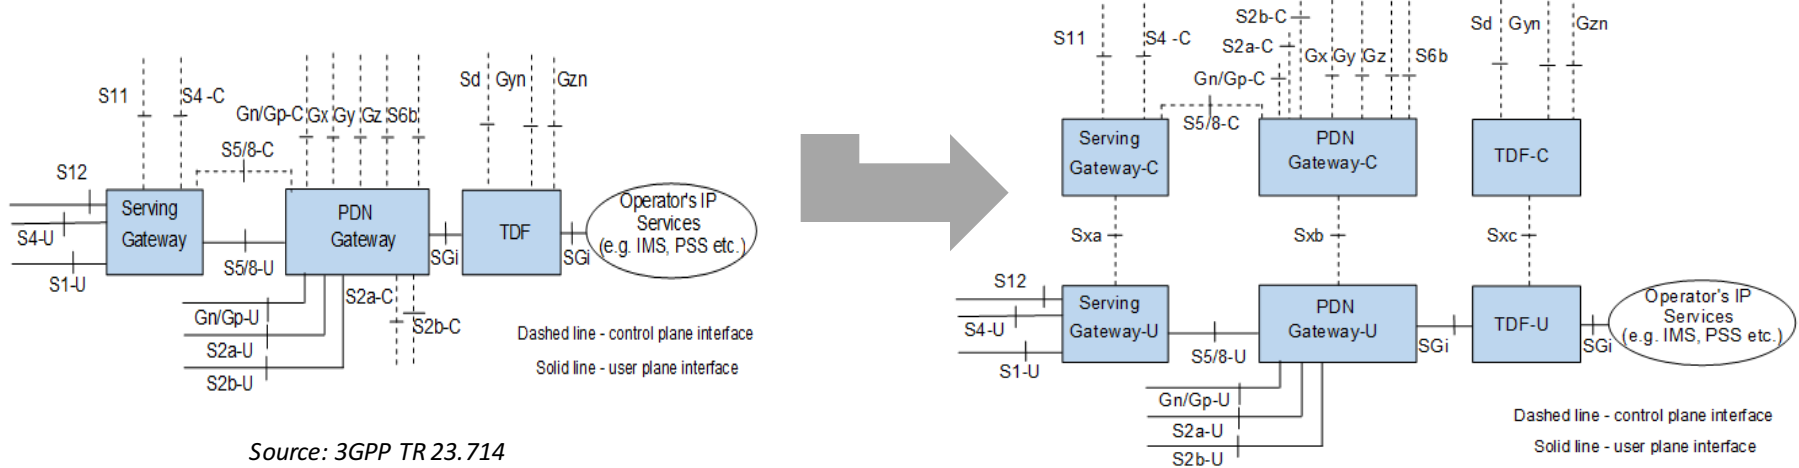 S11
S4 -C
Gn/Gp-C
Gx
Gy
Gz
S6b
Sd
Gyn
Gzn
S5/8-C
S12
S4-U
S1-U
Serving
Gateway
S5/8-U
PDN
Gateway
SGi
TDF
SGi
Operator's IP
Services
(e.g. IMS, PSS etc.)
Gn/Gp-U
S2a-U
S2b-U
S2a-C
S2b-C
Dashed line - control plane interface
Solid line - user plane interface
Source: 3GPP TR 23.714
S11
S4 -C
S2b-C
S2a-C
Gn/Gp-C
Gx
Gy
Gz
S6b
Sd
Gyn
Gzn
S5/8-C
Serving
Gateway-C
PDN
Gateway-C
TDF-C
Sxa
Sxb
Sxc
S12
S4-U
S1-U
Serving
Gateway-U
S5/8-U
PDN
Gateway-U
SGi
TDF-U
SGi
Operator's IP
Services
(e.g. IMS, PSS etc.)
Gn/Gp-U
S2a-U
S2b-U
Dashed line - control plane interface
Solid line - user plane interface